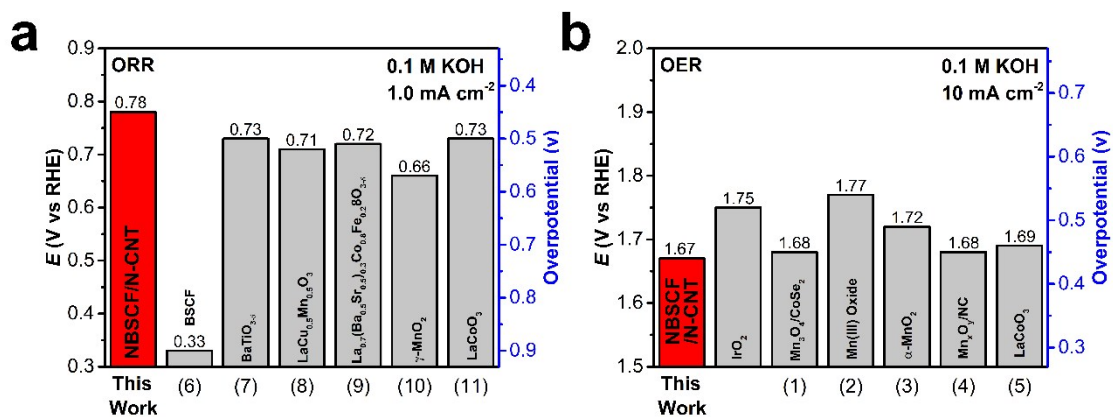 a
ORR
0.1 M KOH
1.0 mA cm⁻²
E (V vs RHE)
0.9
0.8
0.7
0.6
0.5
0.4
0.3
0.78
0.33
0.73
0.71
0.72
0.66
0.73
NBSCF/N-CNT
BSCF
BaTiO₃₋δ
LaCu₀.₅Mn₀.₅O₃
La₀.₇(Ba₀.₅Sr₀.₅)₀.₃Co₀.₈Fe₀.₂8O₃₋δ
γ-MnO₂
LaCoO₃
This Work
(6)
(7)
(8)
(9)
(10)
(11)
0.4
0.5
0.6
0.7
0.8
0.9
Overpotential (v)
b
OER
0.1 M KOH
10 mA cm⁻²
E (V vs RHE)
2.0
1.9
1.8
1.7
1.6
1.5
1.67
1.75
1.68
1.77
1.72
1.68
1.69
NBSCF
/N-CNT
IrO₂
Mn₃O₄/CoSe₂
Mn(III) Oxide
α-MnO₂
MnₓOᵧ/NC
LaCoO₃
This
Work
(1)
(2)
(3)
(4)
(5)
0.7
0.6
0.5
0.4
0.3
Overpotential (v)